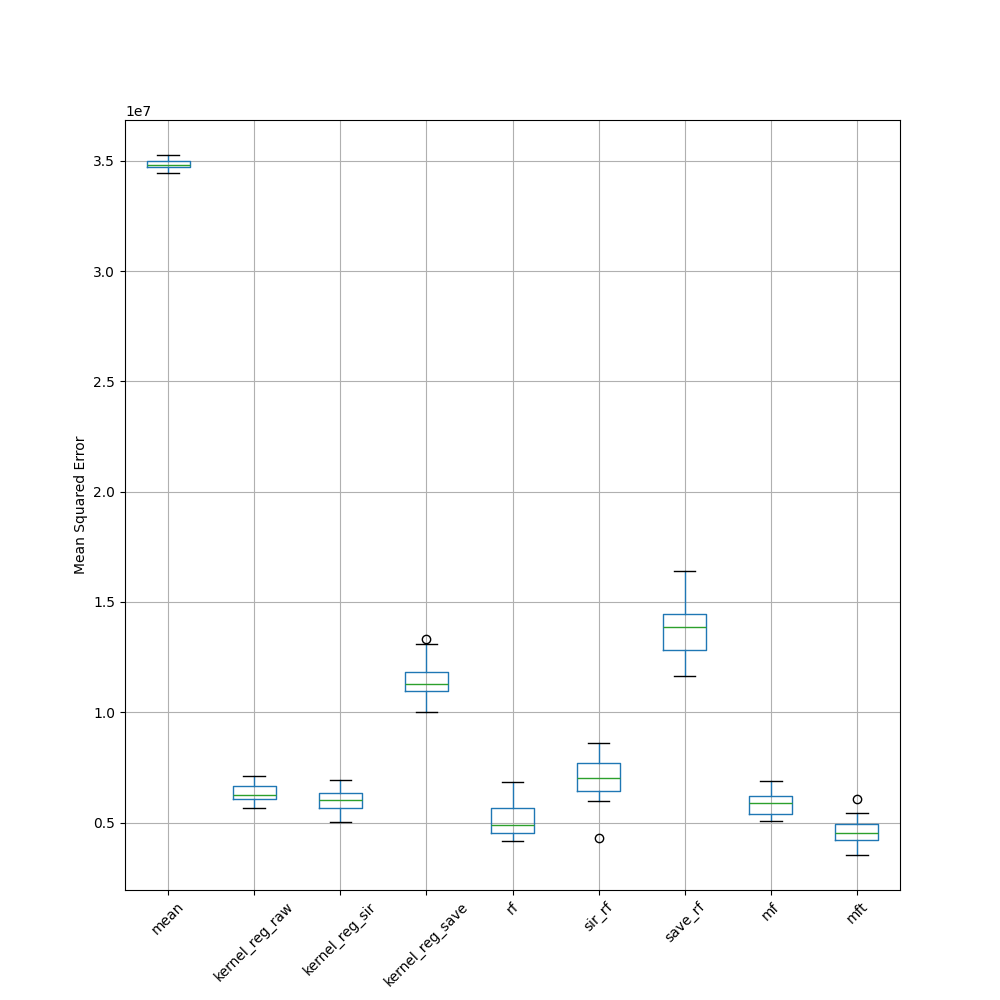 1e7
3.5
3.0
2.5
2.0
1.5
1.0
0.5
Mean Squared Error
mean
kernel_reg_raw
kernel_reg_sir
kernel_reg_save
rf
sir_rf
save_rf
mf
mft